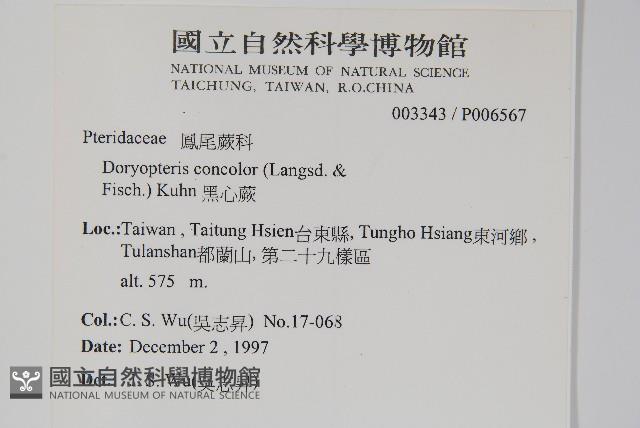 國立自然科學博物館
NATIONAL MUSEUM OF NATURAL SCIENCE
TAICHUNG, TAIWAN, R.O.CHINA
003343 / P006567
Pteridaceae 鳳尾蕨科
Doryopteris concolor (Langsd. &
Fisch.) Kuhn 黑心蕨
Loc.:Taiwan , Taitung Hsien台東縣, Tungho Hsiang東河鄉 ,
Tulanshan都蘭山, 第二十九樣區
alt. 575 m.
Col.:C. S. Wu(吳志昇) No.17-068
Date: December 2 , 1997
Det.: C. S. Wu(吳志昇)
國立自然科學博物館
NATIONAL MUSEUM OF NATURAL SCIENCE